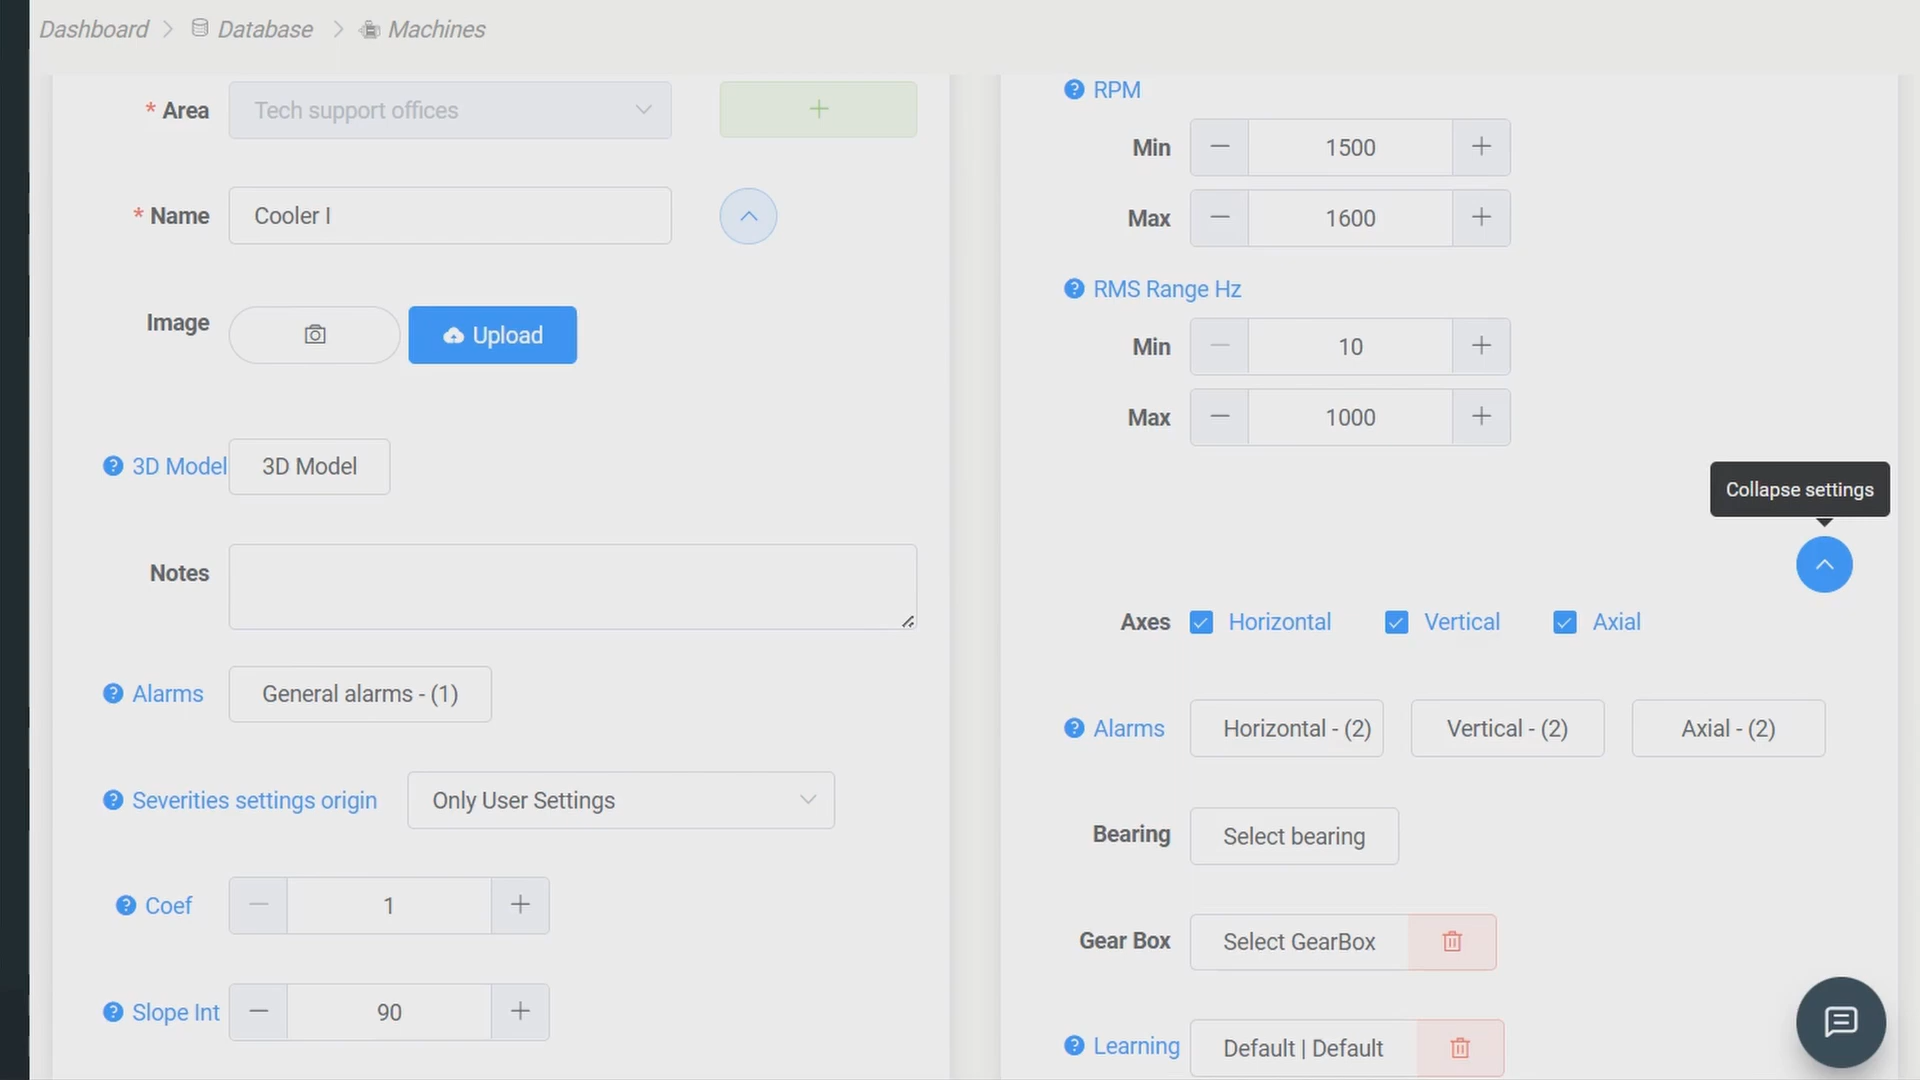 Dashboard > Database > Machines
* Area Tech support offices +
* Name Cooler I
Image Upload
? 3D Model 3D Model
Notes
? Alarms General alarms - (1)
? Severities settings origin Only User Settings
? Coef − 1 +
? Slope Int − 90 +
? RPM
Min − 1500 +
Max − 1600 +
? RMS Range Hz
Min − 10 +
Max − 1000 +
Collapse settings
Axes Horizontal Vertical Axial
? Alarms Horizontal - (2) Vertical - (2) Axial - (2)
Bearing Select bearing
Gear Box Select GearBox
? Learning Default | Default